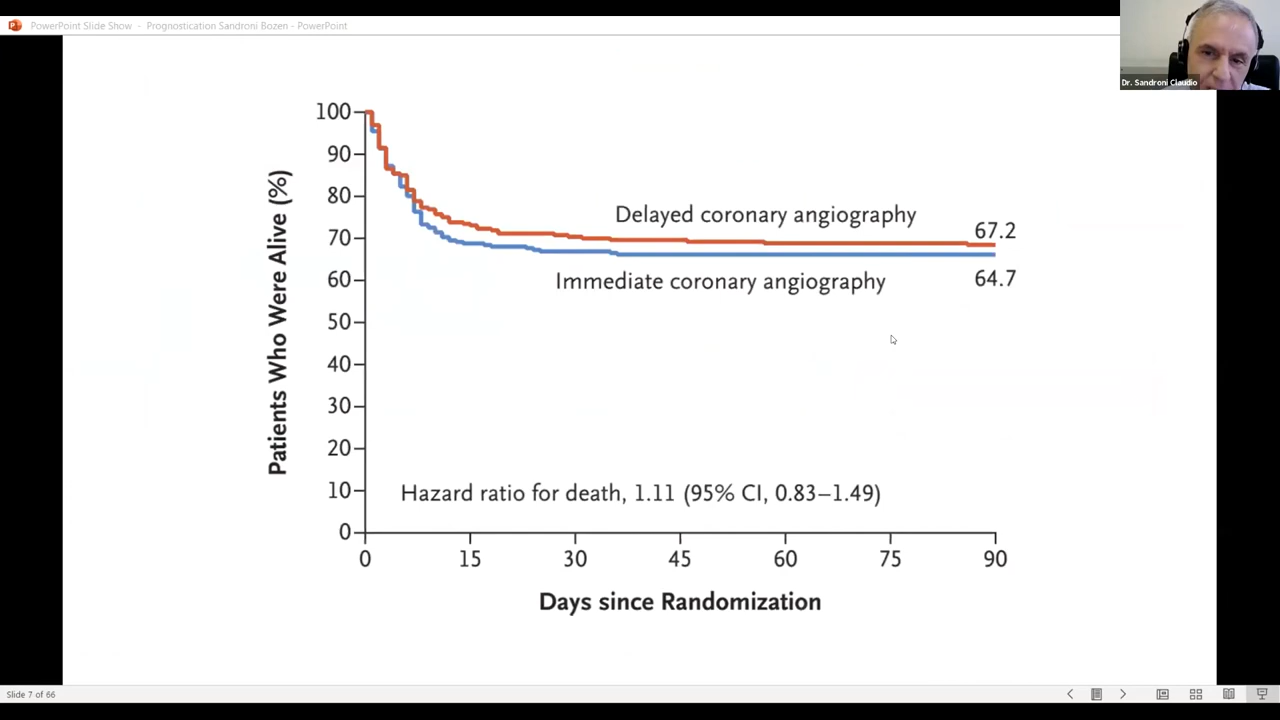 PowerPoint Slide Show - Prognostication Sandroni Bozen - PowerPoint
Dr. Sandroni Claudio
Patients Who Were Alive (%)
100
90
80
70
60
50
40
30
20
10
0
Delayed coronary angiography
67.2
Immediate coronary angiography
64.7
Hazard ratio for death, 1.11 (95% CI, 0.83–1.49)
0 15 30 45 60 75 90
Days since Randomization
Slide 7 of 66